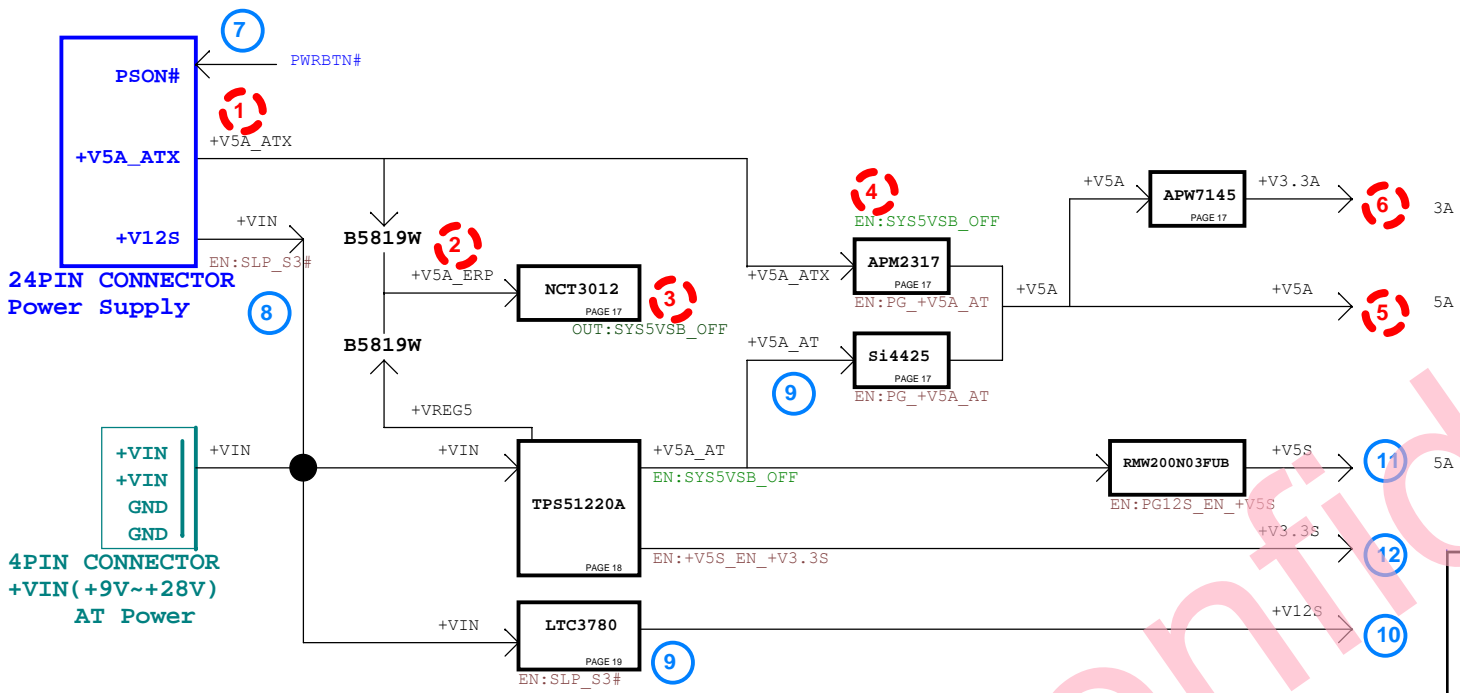 7
PSON#
PWRBTN#
1
+V5A_ATX
+V5A_ATX
+VIN
+V12S
EN:SLP_S3#
24PIN CONNECTOR
Power Supply
8
B5819W
2
+V5A_ERP
NCT3012
PAGE 17
3
OUT:SYS5VSB_OFF
B5819W
+VREG5
4
EN:SYS5VSB_OFF
+V5A_ATX
APM2317
PAGE 17
EN:PG_+V5A_AT
+V5A_AT
Si4425
PAGE 17
9
EN:PG_+V5A_AT
+V5A
+V5A
APW7145
PAGE 17
+V3.3A
6
3A
+V5A
5
5A
+VIN
+VIN
GND
GND
+VIN
4PIN CONNECTOR
+VIN(+9V~+28V)
AT Power
+VIN
TPS51220A
PAGE 18
+V5A_AT
EN:SYS5VSB_OFF
EN:+V5S_EN_+V3.3S
RMW200N03FUB
EN:PG12S_EN_+V5S
+V5S
11
5A
+V3.3S
12
+VIN
LTC3780
PAGE 19
EN:SLP_S3#
9
+V12S
10
nfid